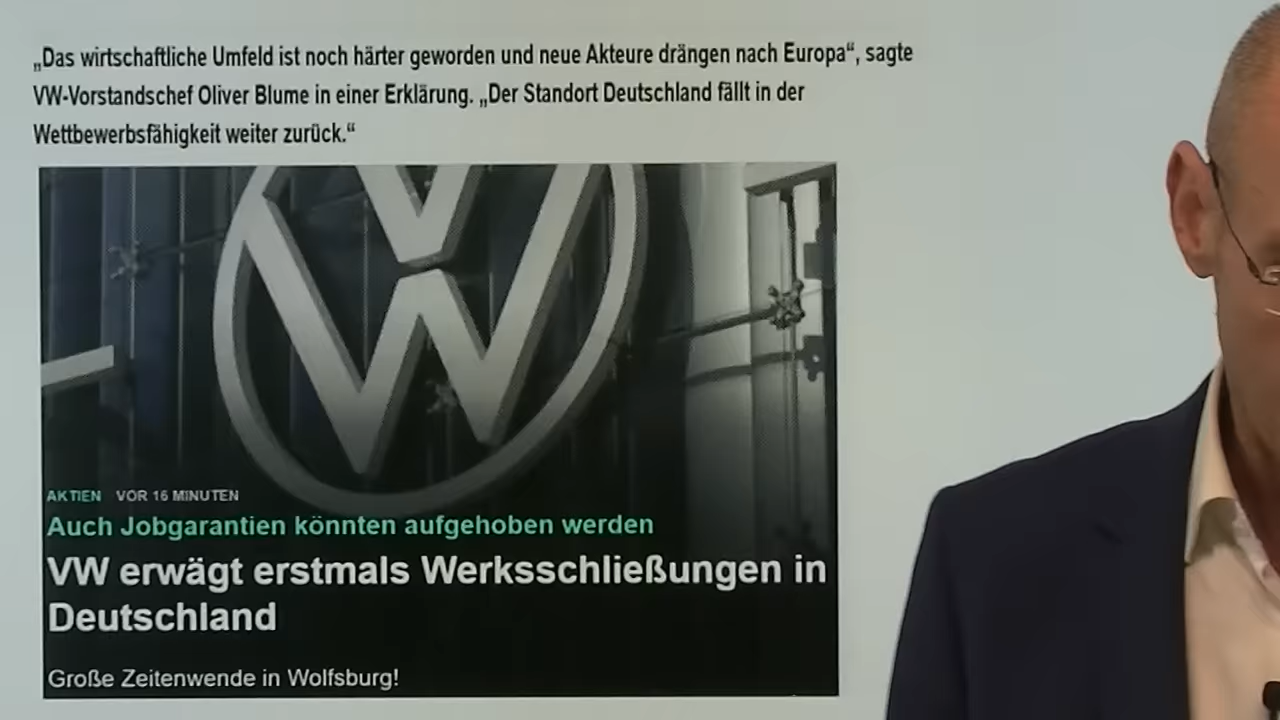 „Das wirtschaftliche Umfeld ist noch härter geworden und neue Akteure drängen nach Europa“, sagte
VW-Vorstandschef Oliver Blume in einer Erklärung. „Der Standort Deutschland fällt in der
Wettbewerbsfähigkeit weiter zurück.“
AKTIEN VOR 16 MINUTEN
Auch Jobgarantien könnten aufgehoben werden
VW erwägt erstmals Werksschließungen in
Deutschland
Große Zeitenwende in Wolfsburg!